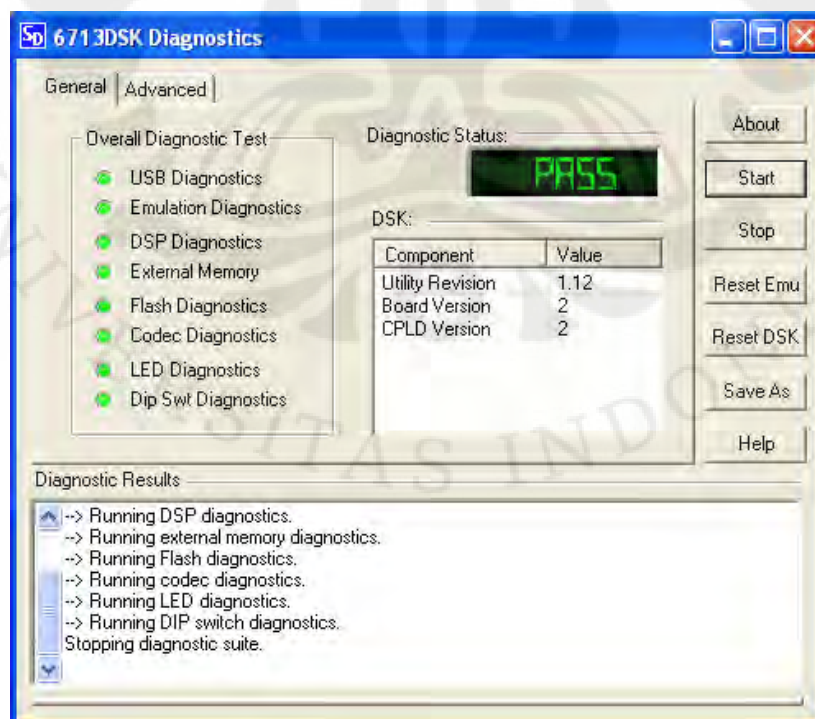 SD 6713DSK Diagnostics
General Advanced
Overall Diagnostic Test
USB Diagnostics
Emulation Diagnostics
DSP Diagnostics
External Memory
Flash Diagnostics
Codec Diagnostics
LED Diagnostics
Dip Swt Diagnostics
Diagnostic Status:
PASS
DSK:
Component Value
Utility Revision 1.12
Board Version 2
CPLD Version 2
About
Start
Stop
Reset Emu
Reset DSK
Save As
Help
Diagnostic Results
--> Running DSP diagnostics.
--> Running external memory diagnostics.
--> Running Flash diagnostics.
--> Running codec diagnostics.
--> Running LED diagnostics.
--> Running DIP switch diagnostics.
Stopping diagnostic suite.